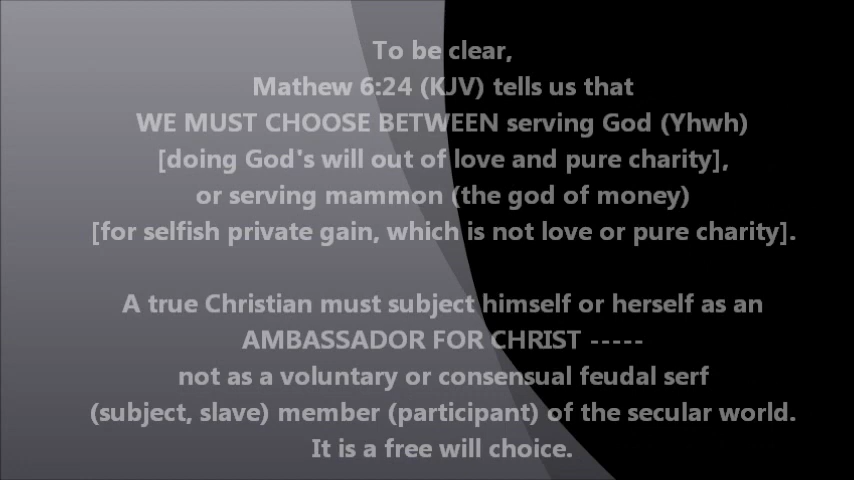 To be clear,
Mathew 6:24 (KJV) tells us that
WE MUST CHOOSE BETWEEN serving God (Yhwh)
[doing God's will out of love and pure charity],
or serving mammon (the god of money)
[for selfish private gain, which is not love or pure charity].
A true Christian must subject himself or herself as an
AMBASSADOR FOR CHRIST -----
not as a voluntary or consensual feudal serf
(subject, slave) member (participant) of the secular world.
It is a free will choice.